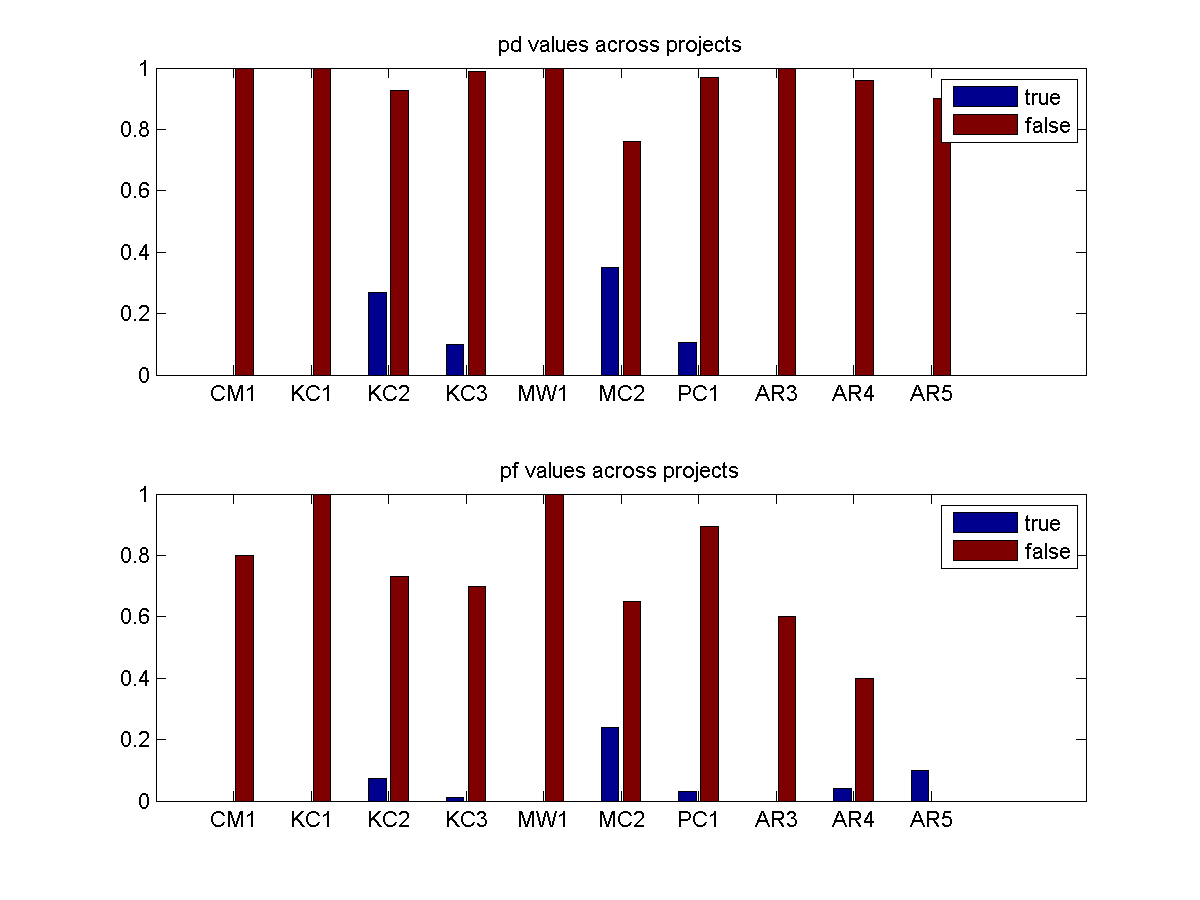 pd values across projects
1
0.8
0.6
0.4
0.2
0
true
false
CM1 KC1 KC2 KC3 MW1 MC2 PC1 AR3 AR4 AR5
pf values across projects
1
0.8
0.6
0.4
0.2
0
true
false
CM1 KC1 KC2 KC3 MW1 MC2 PC1 AR3 AR4 AR5